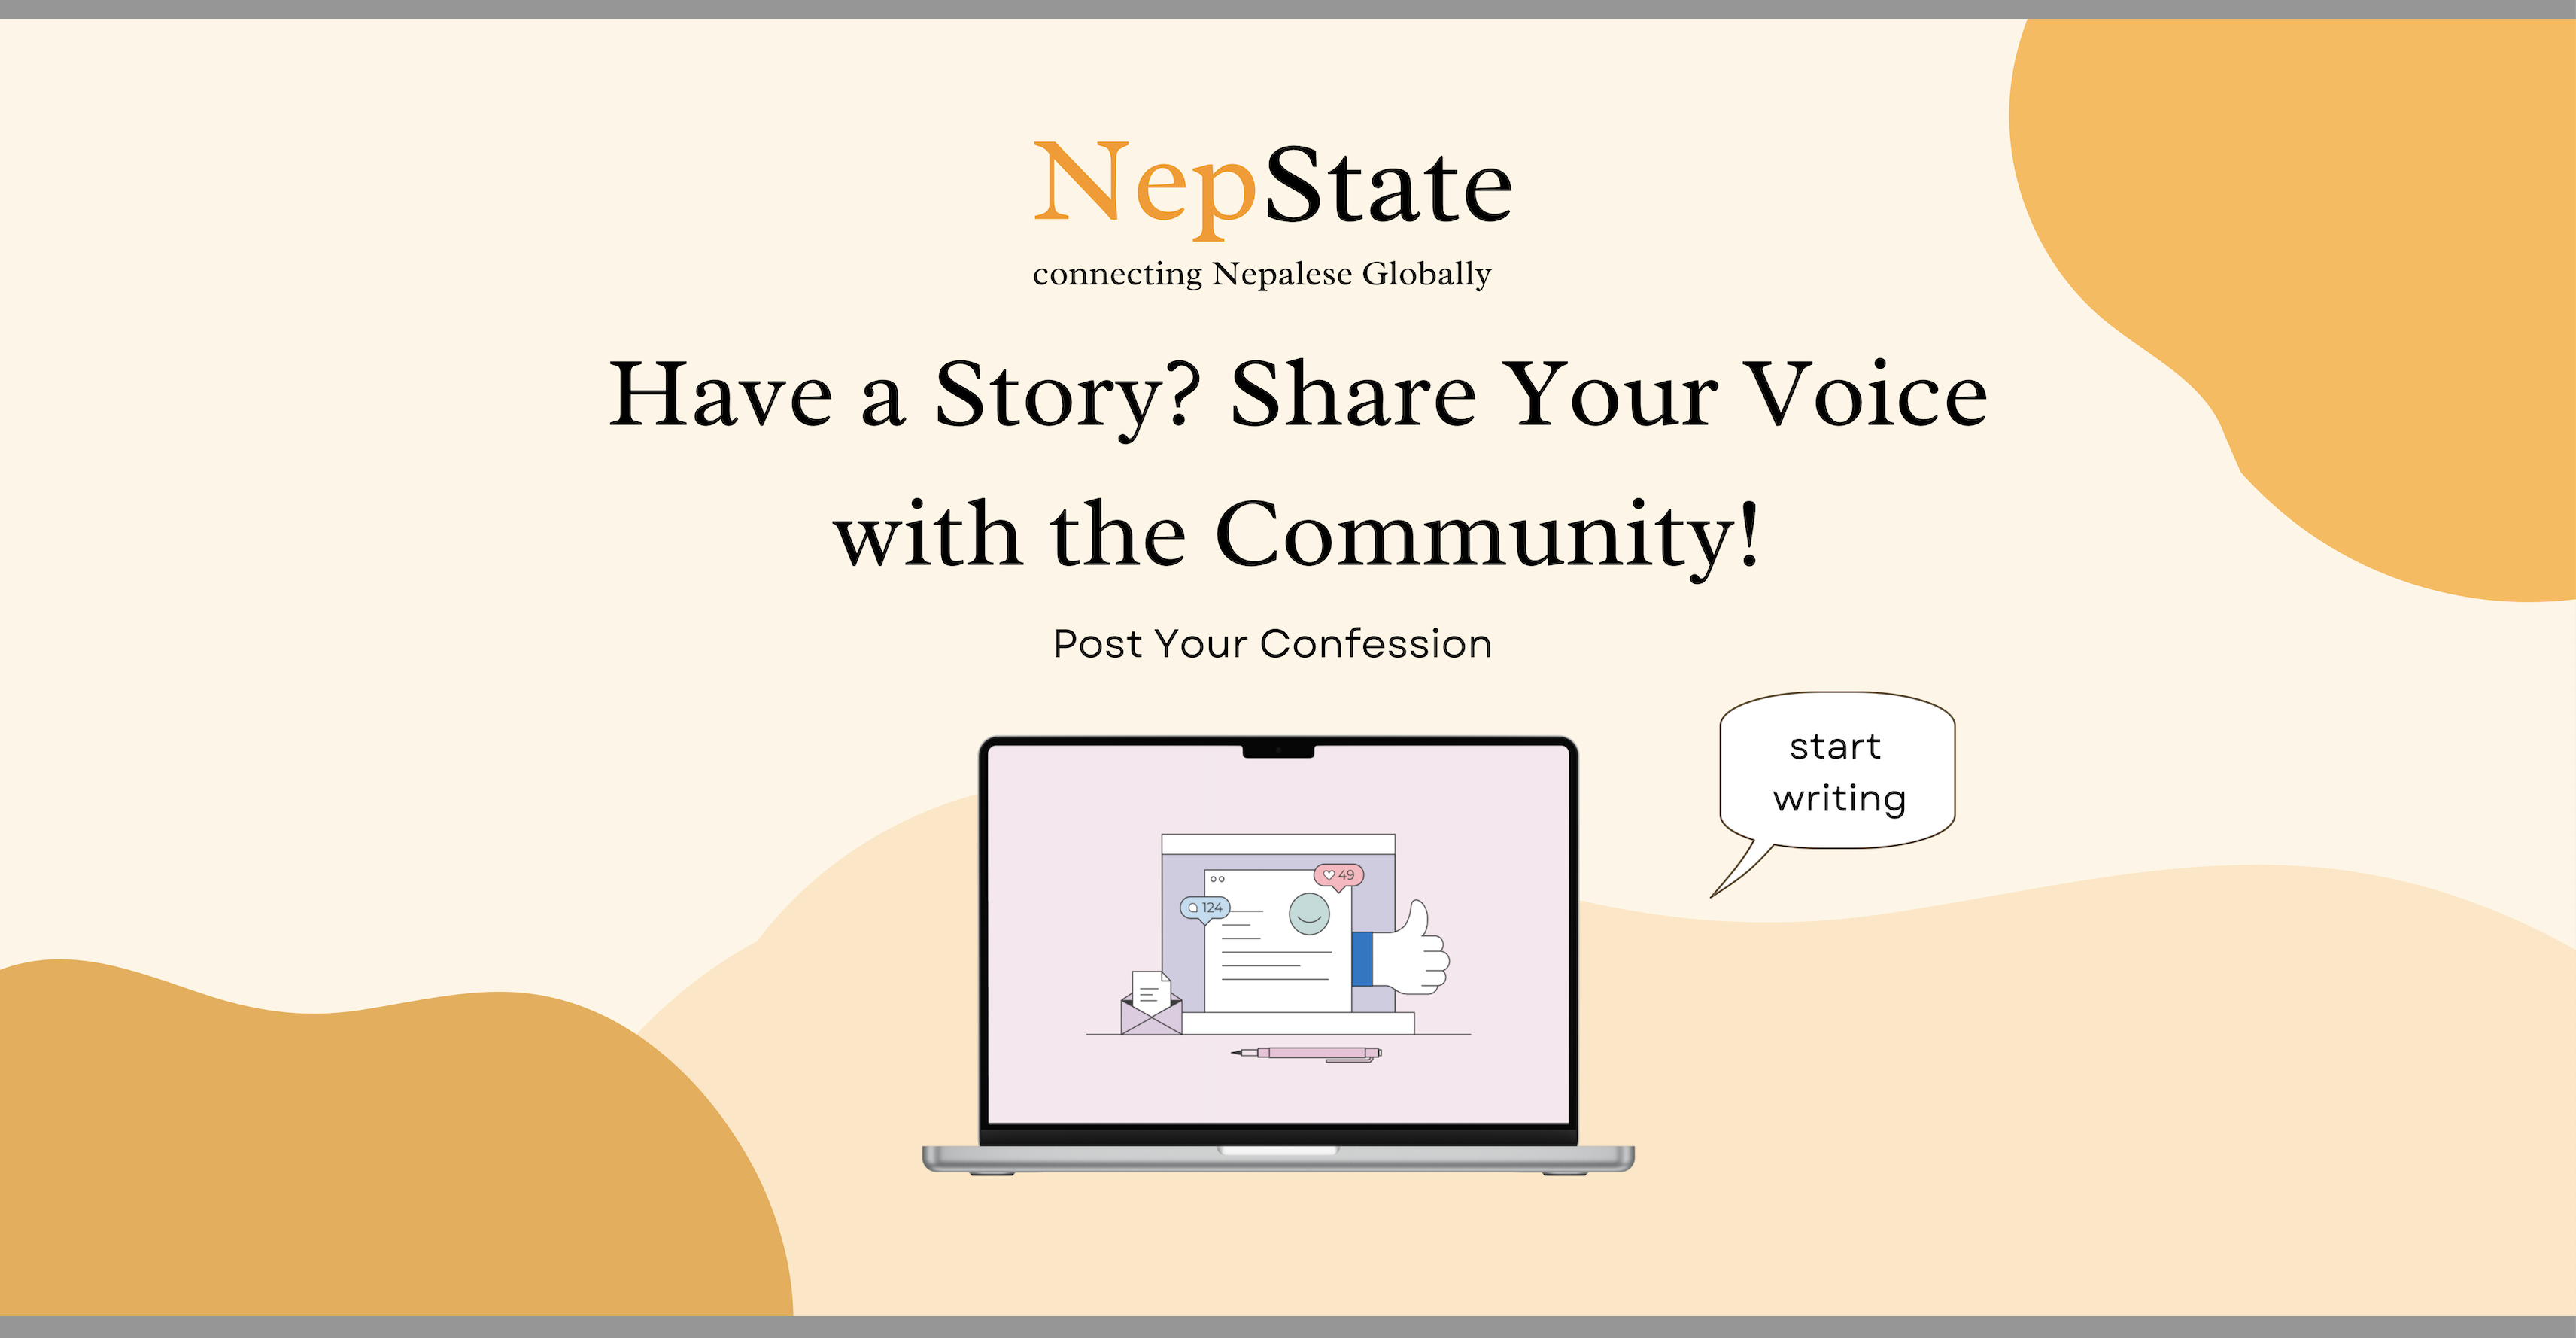 NepState
connecting Nepalese Globally
Have a Story? Share Your Voice
with the Community!
Post Your Confession
start
writing
49
124